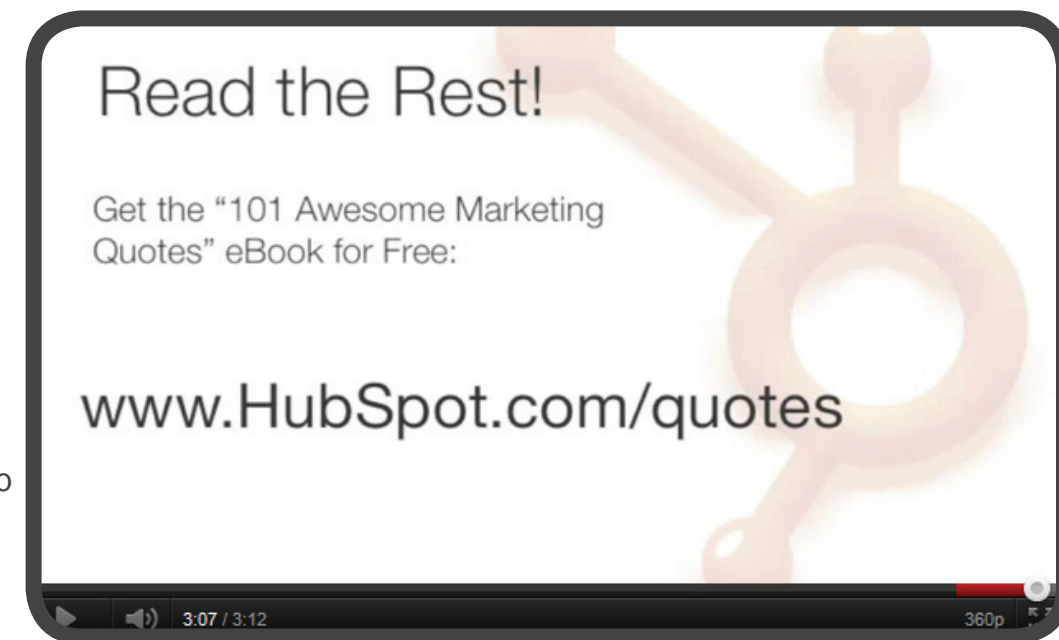 Read the Rest!
Get the “101 Awesome Marketing
Quotes” eBook for Free:
www.HubSpot.com/quotes
o
3:07 / 3:12
360p